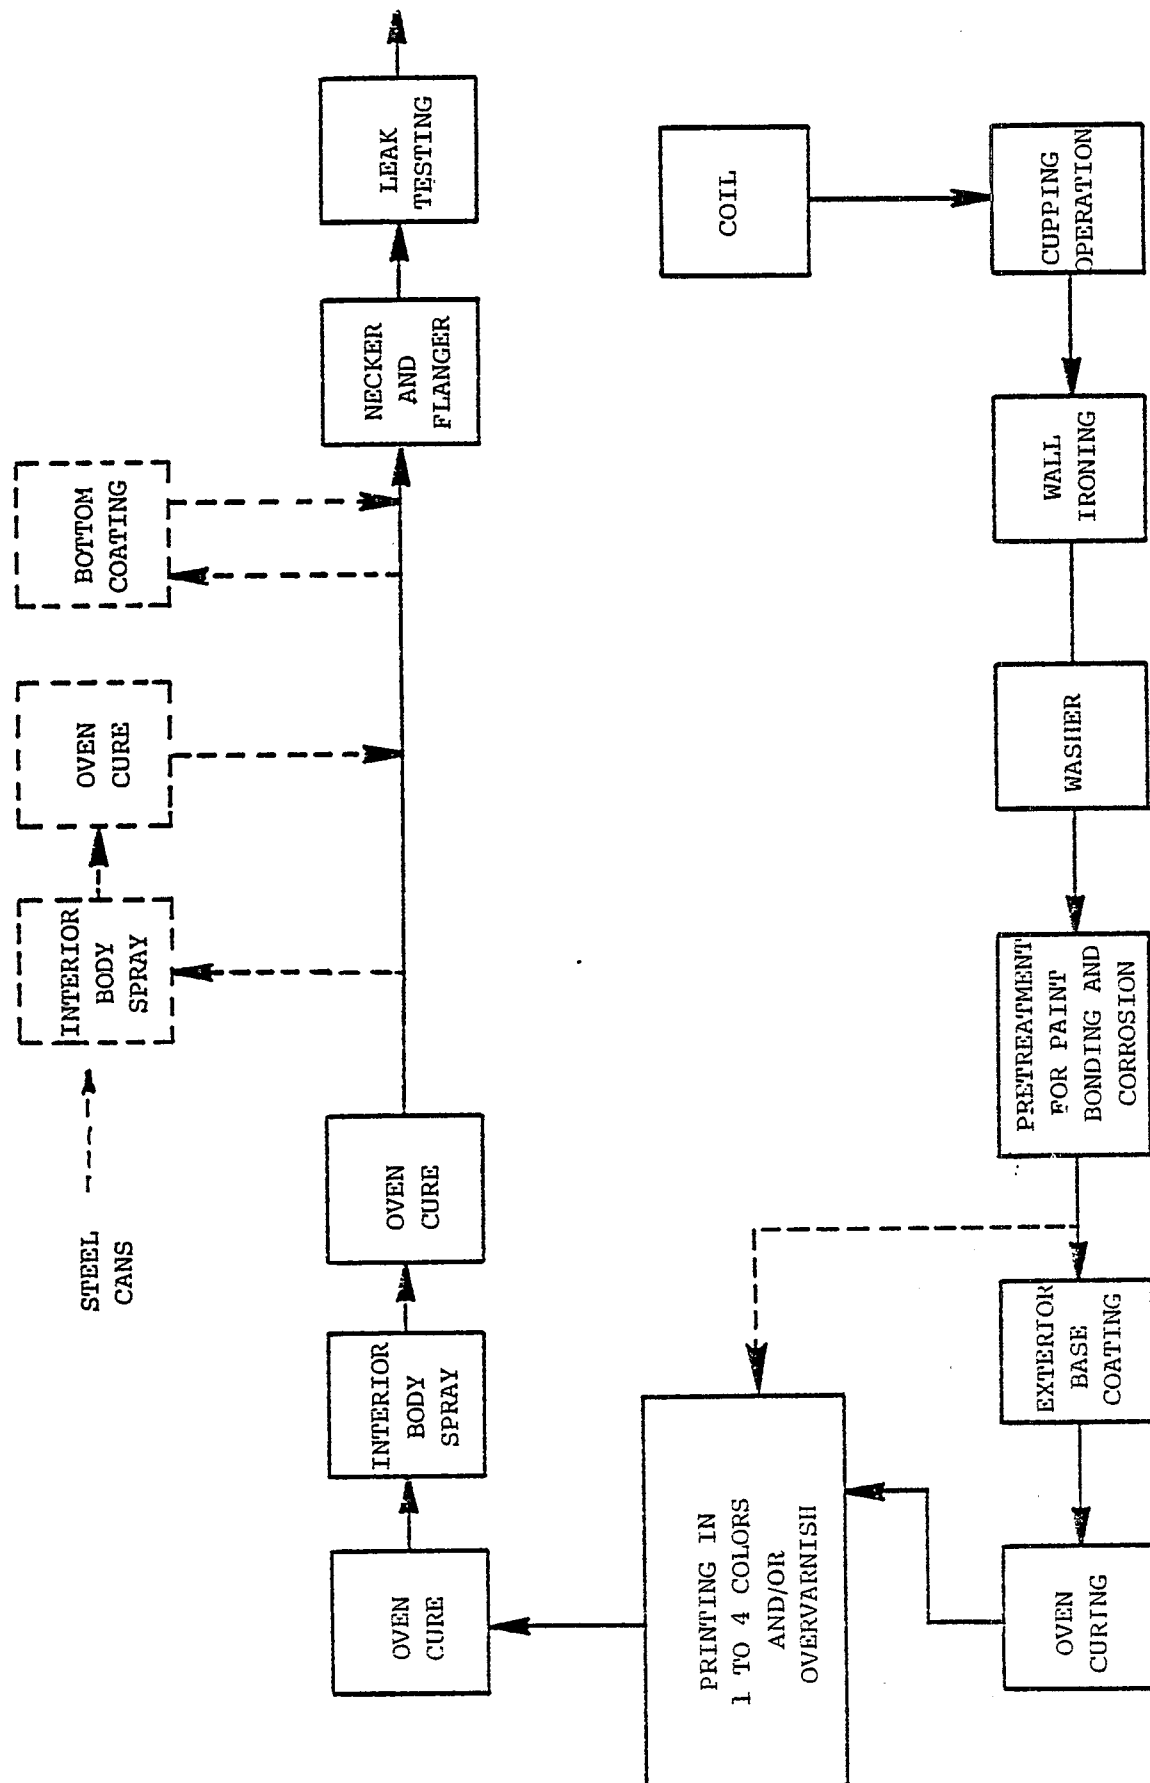 COIL
CUPPING
OPERATION
WALL
IRONING
WASHER
PRETREATMENT
FOR PAINT
BONDING AND
CORROSION
EXTERIOR
BASE
COATING
OVEN
CURING
PRINTING IN
1 TO 4 COLORS
AND/OR
OVERVARNISH
OVEN
CURE
INTERIOR
BODY
SPRAY
OVEN
CURE
STEEL
CANS
INTERIOR
BODY
SPRAY
OVEN
CURE
BOTTOM
COATING
NECKER
AND
FLANGER
LEAK
TESTING